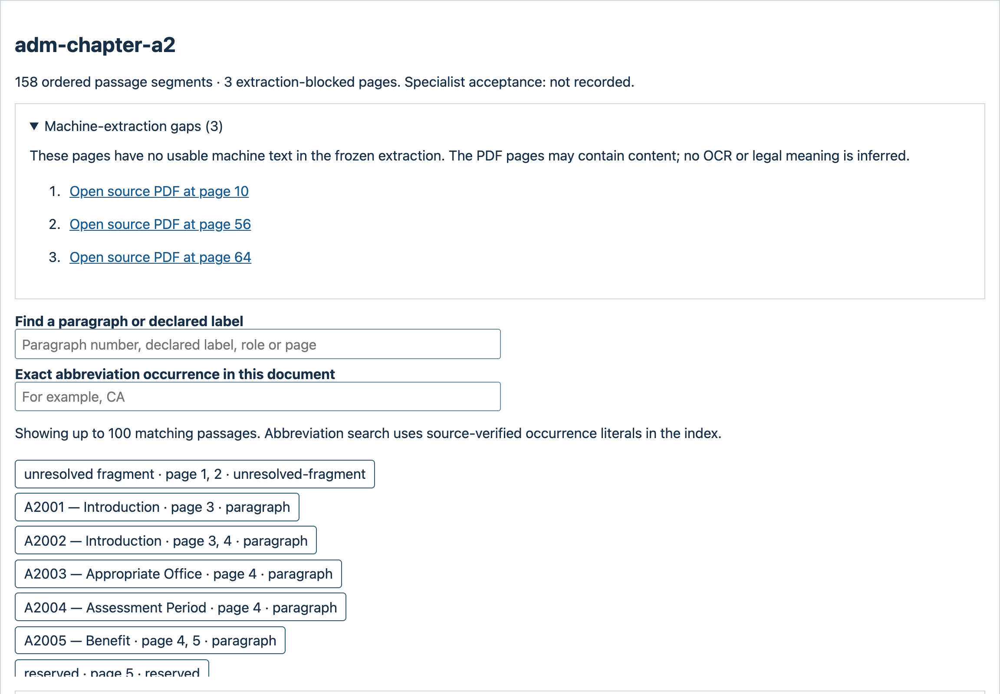 adm-chapter-a2
158 ordered passage segments · 3 extraction-blocked pages. Specialist acceptance: not recorded.
▼ Machine-extraction gaps (3)
These pages have no usable machine text in the frozen extraction. The PDF pages may contain content; no OCR or legal meaning is inferred.
1. Open source PDF at page 10
2. Open source PDF at page 56
3. Open source PDF at page 64
Find a paragraph or declared label
Paragraph number, declared label, role or page
Exact abbreviation occurrence in this document
For example, CA
Showing up to 100 matching passages. Abbreviation search uses source-verified occurrence literals in the index.
unresolved fragment · page 1, 2 · unresolved-fragment
A2001 — Introduction · page 3 · paragraph
A2002 — Introduction · page 3, 4 · paragraph
A2003 — Appropriate Office · page 4 · paragraph
A2004 — Assessment Period · page 4 · paragraph
A2005 — Benefit · page 4, 5 · paragraph
reserved · page 5 · reserved